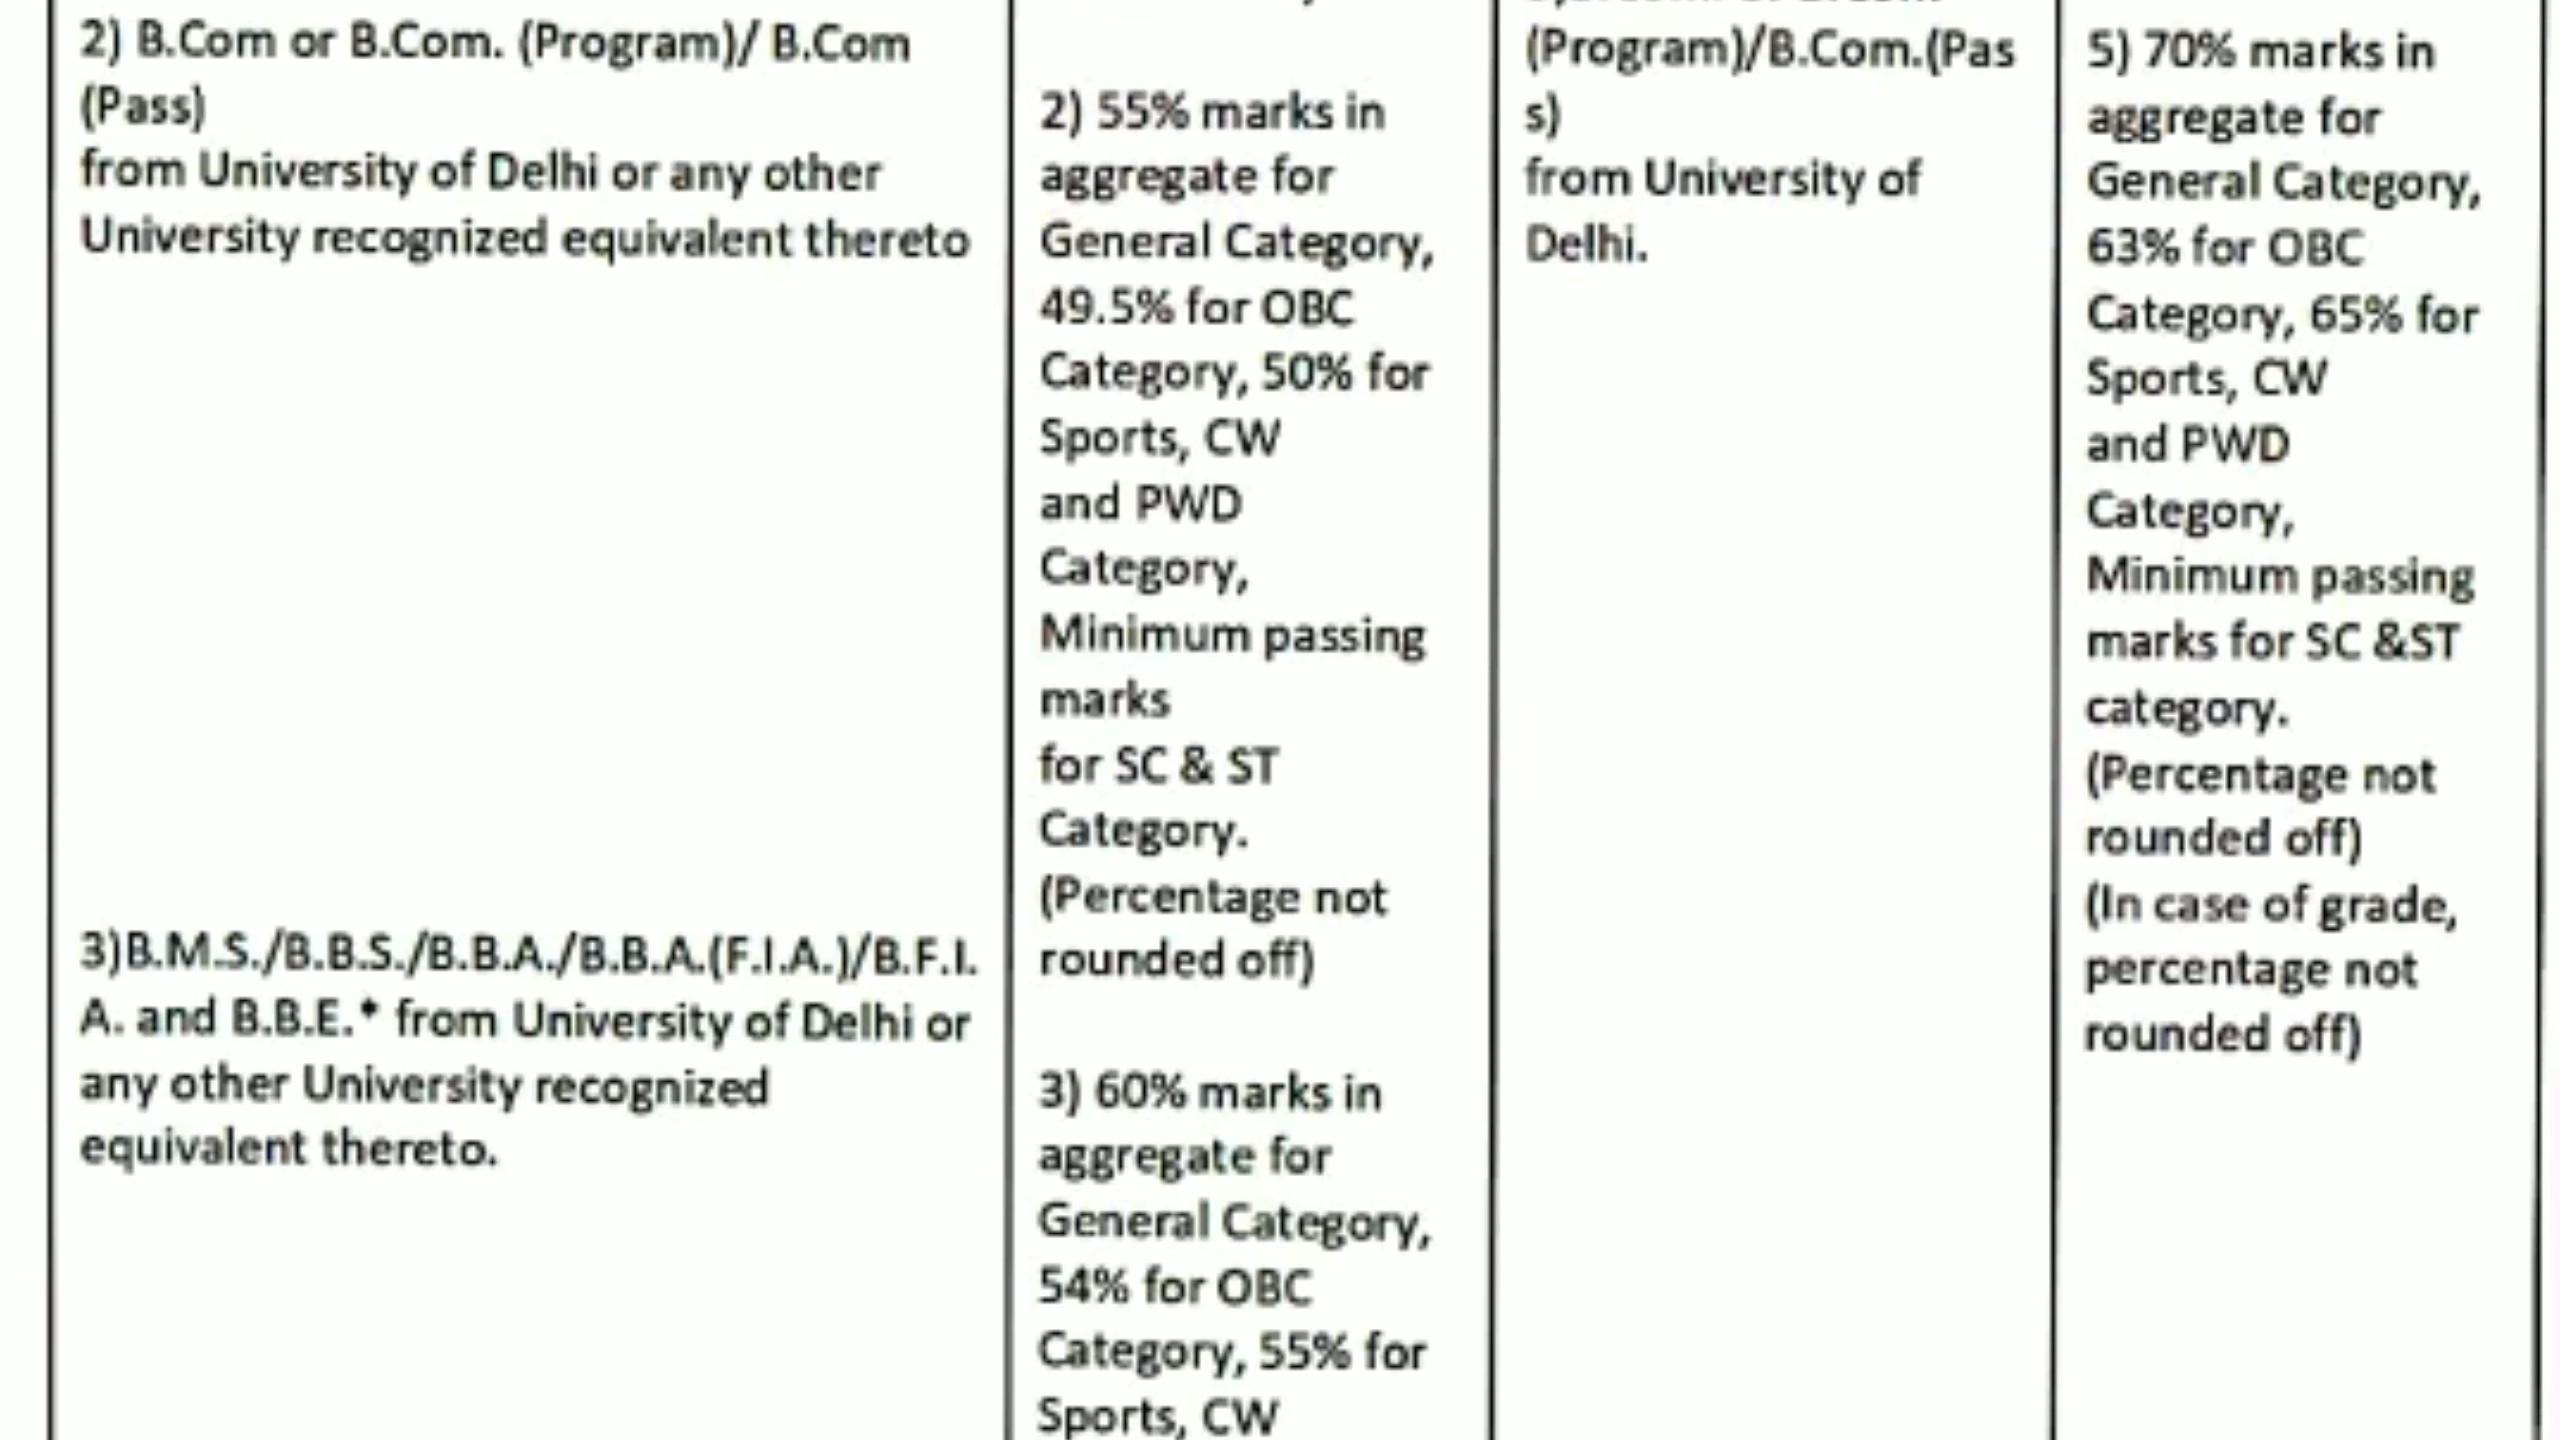 2) B.Com or B.Com. (Program)/ B.Com
(Pass)
from University of Delhi or any other
University recognized equivalent thereto
3)B.M.S./B.B.S./B.B.A./B.B.A.(F.I.A.)/B.F.I.
A. and B.B.E.* from University of Delhi or
any other University recognized
equivalent thereto.
2) 55% marks in
aggregate for
General Category,
49.5% for OBC
Category, 50% for
Sports, CW
and PWD
Category,
Minimum passing
marks
for SC & ST
Category.
(Percentage not
rounded off)
3) 60% marks in
aggregate for
General Category,
54% for OBC
Category, 55% for
Sports, CW
(Program)/B.Com.(Pas
s)
from University of
Delhi.
5) 70% marks in
aggregate for
General Category,
63% for OBC
Category, 65% for
Sports, CW
and PWD
Category,
Minimum passing
marks for SC &ST
category.
(Percentage not
rounded off)
(In case of grade,
percentage not
rounded off)